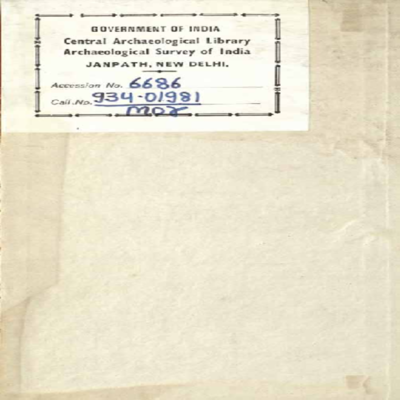 GOVERNMENT OF INDIA
Central Archaeological Library
Archaeological Survey of India
JANPATH, NEW DELHI.
Accession No. 6686
Call No. 934.01981
Moz